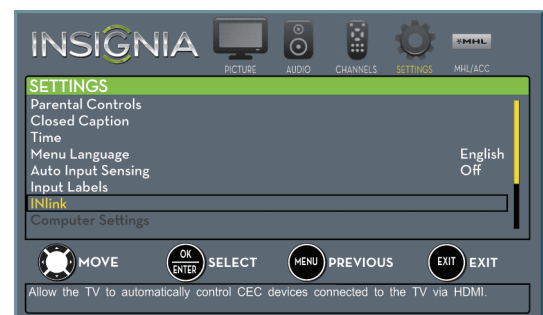 INSIGNIA
MHL
PICTURE AUDIO CHANNELS SETTINGS MHL/ACC
SETTINGS
Parental Controls
Closed Caption
Time
Menu Language English
Auto Input Sensing Off
Input Labels
INlink
Computer Settings
MOVE OK ENTER SELECT MENU PREVIOUS EXIT EXIT
Allow the TV to automatically control CEC devices connected to the TV via HDMI.